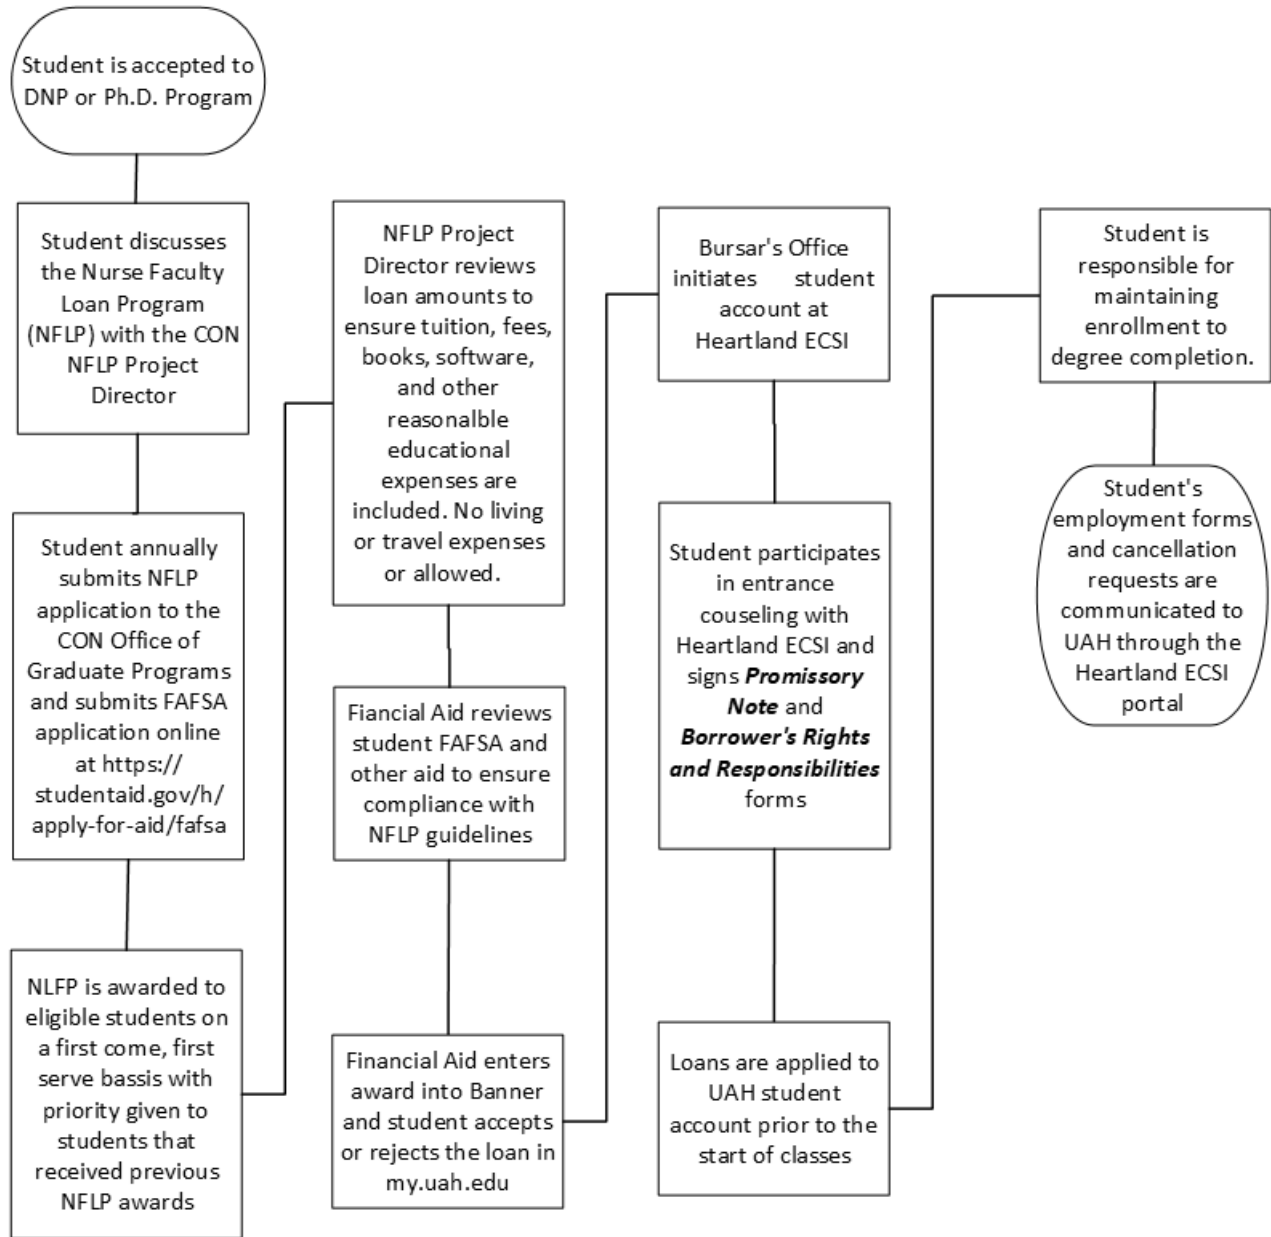 Student is accepted to
DNP or Ph.D. Program
Student discusses
the Nurse Faculty
Loan Program
(NFLP) with the CON
NFLP Project
Director
Student annually
submits NFLP
application to the
CON Office of
Graduate Programs
and submits FAFSA
application online
at https://
studentaid.gov/h/
apply-for-aid/fafsa
NLFP is awarded to
eligible students on
a first come, first
serve bassis with
priority given to
students that
received previous
NFLP awards
NFLP Project
Director reviews
loan amounts to
ensure tuition, fees,
books, software,
and other
reasonalble
educational
expenses are
included. No living
or travel expenses
or allowed.
Fiancial Aid reviews
student FAFSA and
other aid to ensure
compliance with
NFLP guidelines
Financial Aid enters
award into Banner
and student accepts
or rejects the loan in
my.uah.edu
Bursar's Office
initiates student
account at
Heartland ECSI
Student participates
in entrance
couseling with
Heartland ECSI and
signs Promissory
Note and
Borrower's Rights
and Responsibilities
forms
Loans are applied to
UAH student
account prior to the
start of classes
Student is
responsible for
maintaining
enrollment to
degree completion.
Student's
employment forms
and cancellation
requests are
communicated to
UAH through the
Heartland ECSI
portal